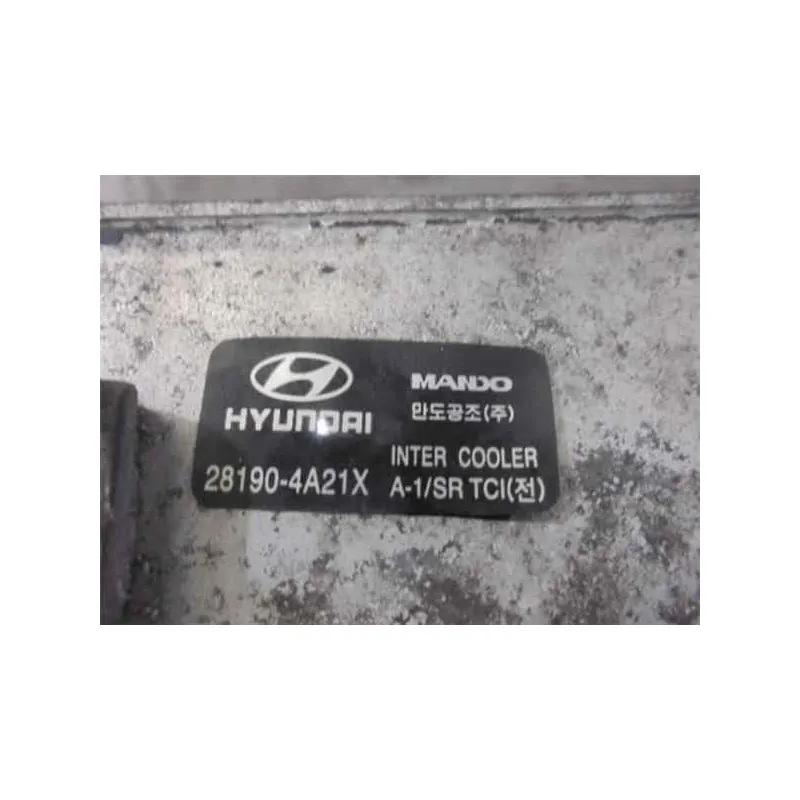 HYUNDAI
28190-4A21X
MANDO
만도공조(주)
INTER COOLER
A-1/SR TCI(전)